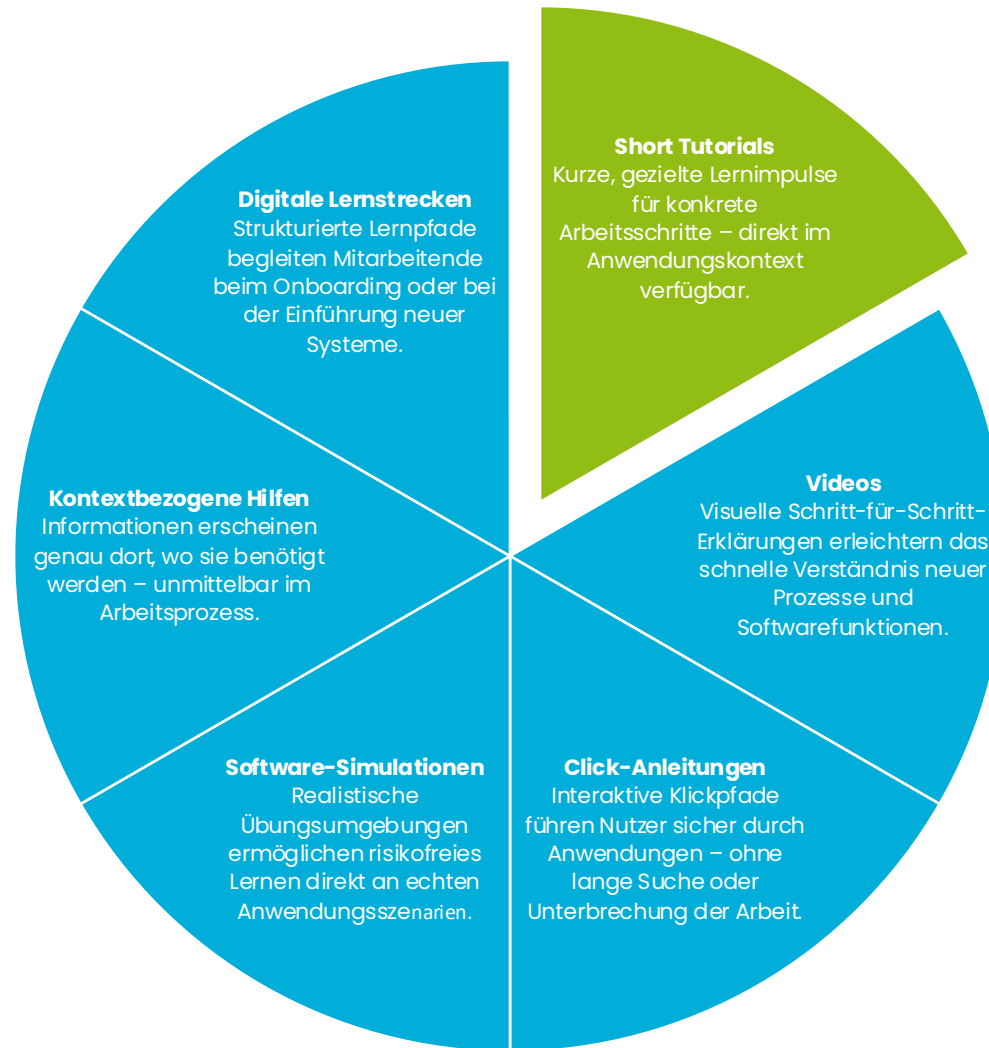 Short Tutorials
Kurze, gezielte Lernimpulse
für konkrete
Arbeitsschritte – direkt im
Anwendungskontext
verfügbar.
Videos
Visuelle Schritt-für-Schritt-
Erklärungen erleichtern das
schnelle Verständnis neuer
Prozesse und
Softwarefunktionen.
Click-Anleitungen
Interaktive Klickpfade
führen Nutzer sicher durch
Anwendungen – ohne
lange Suche oder
Unterbrechung der Arbeit.
Software-Simulationen
Realistische
Übungsumgebungen
ermöglichen risikofreies
Lernen direkt an echten
Anwendungsszenarien.
Kontextbezogene Hilfen
Informationen erscheinen
genau dort, wo sie benötigt
werden – unmittelbar im
Arbeitsprozess.
Digitale Lernstrecken
Strukturierte Lernpfade
begleiten Mitarbeitende
beim Onboarding oder bei
der Einführung neuer
Systeme.